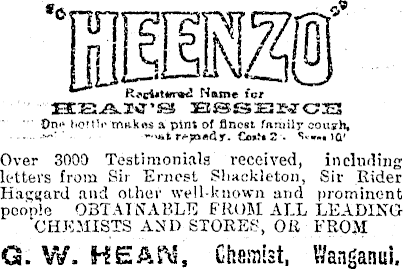 HEENZO
Registered Name for
HEAN'S ESSENCE
One bottle makes a pint of finest family cough,
throat remedy. Costs 2/-. Saves 10/
Over 3000 Testimonials received, including
letters from Sir Ernest Shackleton, Sir Rider
Haggard and other well-known and prominent
people OBTAINABLE FROM ALL LEADING
CHEMISTS AND STORES, OR FROM
G. W. HEAN, Chemist, Wanganui.